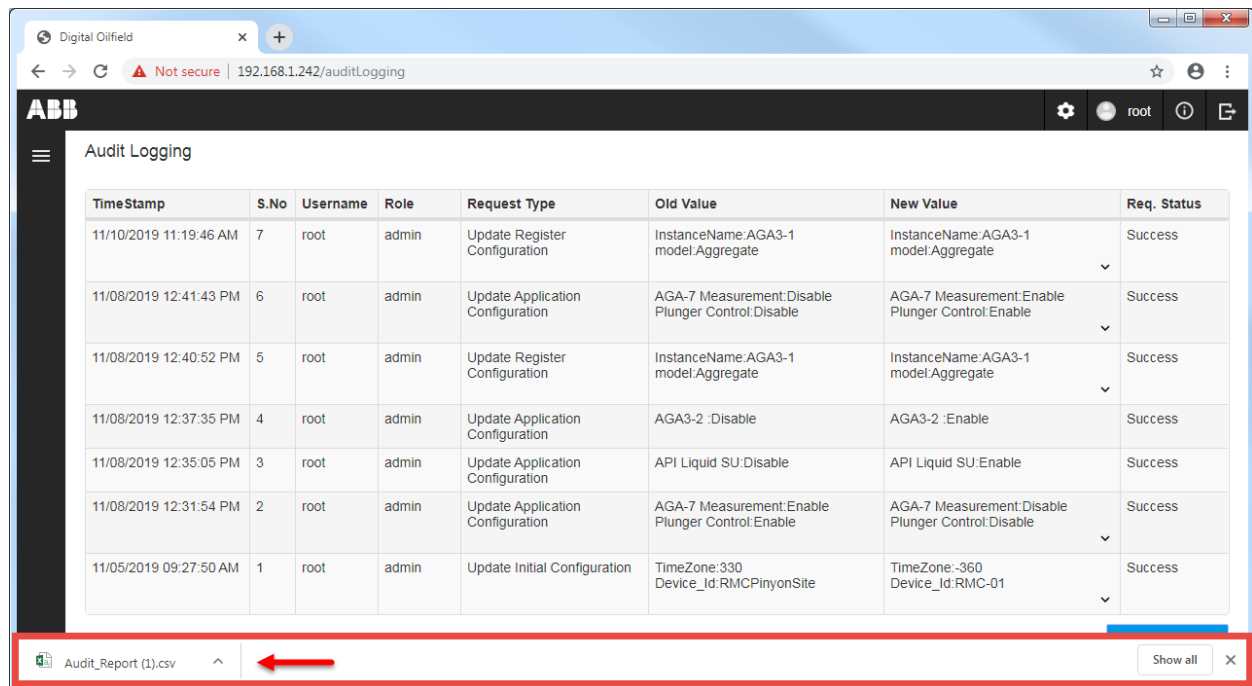 Digital Oilfield
Not secure | 192.168.1.242/auditLogging
ABB
root
Audit Logging
TimeStamp S.No Username Role Request Type Old Value New Value Req. Status
11/10/2019 11:19:46 AM 7 root admin Update Register InstanceName:AGA3-1 InstanceName:AGA3-1 Success
Configuration model:Aggregate model:Aggregate
11/08/2019 12:41:43 PM 6 root admin Update Application AGA-7 Measurement:Disable AGA-7 Measurement:Enable Success
Configuration Plunger Control:Disable Plunger Control:Enable
11/08/2019 12:40:52 PM 5 root admin Update Register InstanceName:AGA3-1 InstanceName:AGA3-1 Success
Configuration model:Aggregate model:Aggregate
11/08/2019 12:37:35 PM 4 root admin Update Application AGA3-2 :Disable AGA3-2 :Enable Success
Configuration
11/08/2019 12:35:05 PM 3 root admin Update Application API Liquid SU:Disable API Liquid SU:Enable Success
Configuration
11/08/2019 12:31:54 PM 2 root admin Update Application AGA-7 Measurement:Enable AGA-7 Measurement:Disable Success
Configuration Plunger Control:Enable Plunger Control:Disable
11/05/2019 09:27:50 AM 1 root admin Update Initial Configuration TimeZone:330 TimeZone:-360 Success
Device_Id:RMCPinyonSite Device_Id:RMC-01
Audit_Report (1).csv Show all